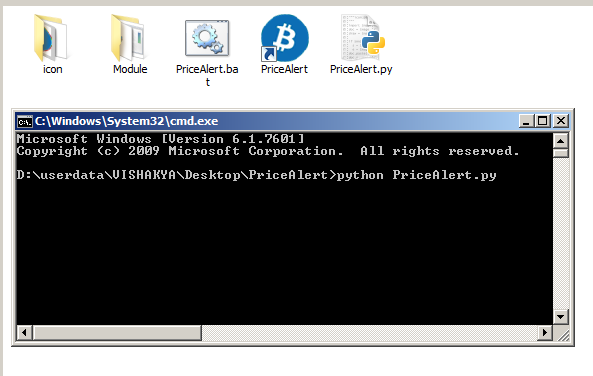 icon
Module
PriceAlert.ba
t
PriceAlert
PriceAlert.py
C:\Windows\System32\cmd.exe
Microsoft Windows [Version 6.1.7601]
Copyright (c) 2009 Microsoft Corporation.  All rights reserved.
D:\userdata\VISHAKYA\Desktop\PriceAlert>python PriceAlert.py